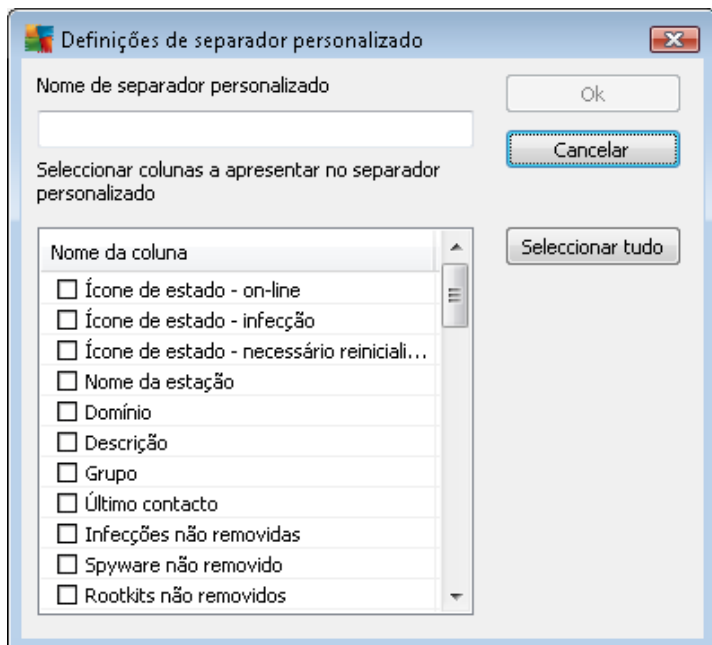 Definições de separador personalizado
Nome de separador personalizado
Ok
Cancelar
Seleccionar colunas a apresentar no separador
personalizado
Seleccionar tudo
Nome da coluna
Ícone de estado - on-line
Ícone de estado - infecção
Ícone de estado - necessário reiniciali...
Nome da estação
Domínio
Descrição
Grupo
Último contacto
Infecções não removidas
Spyware não removido
Rootkits não removidos